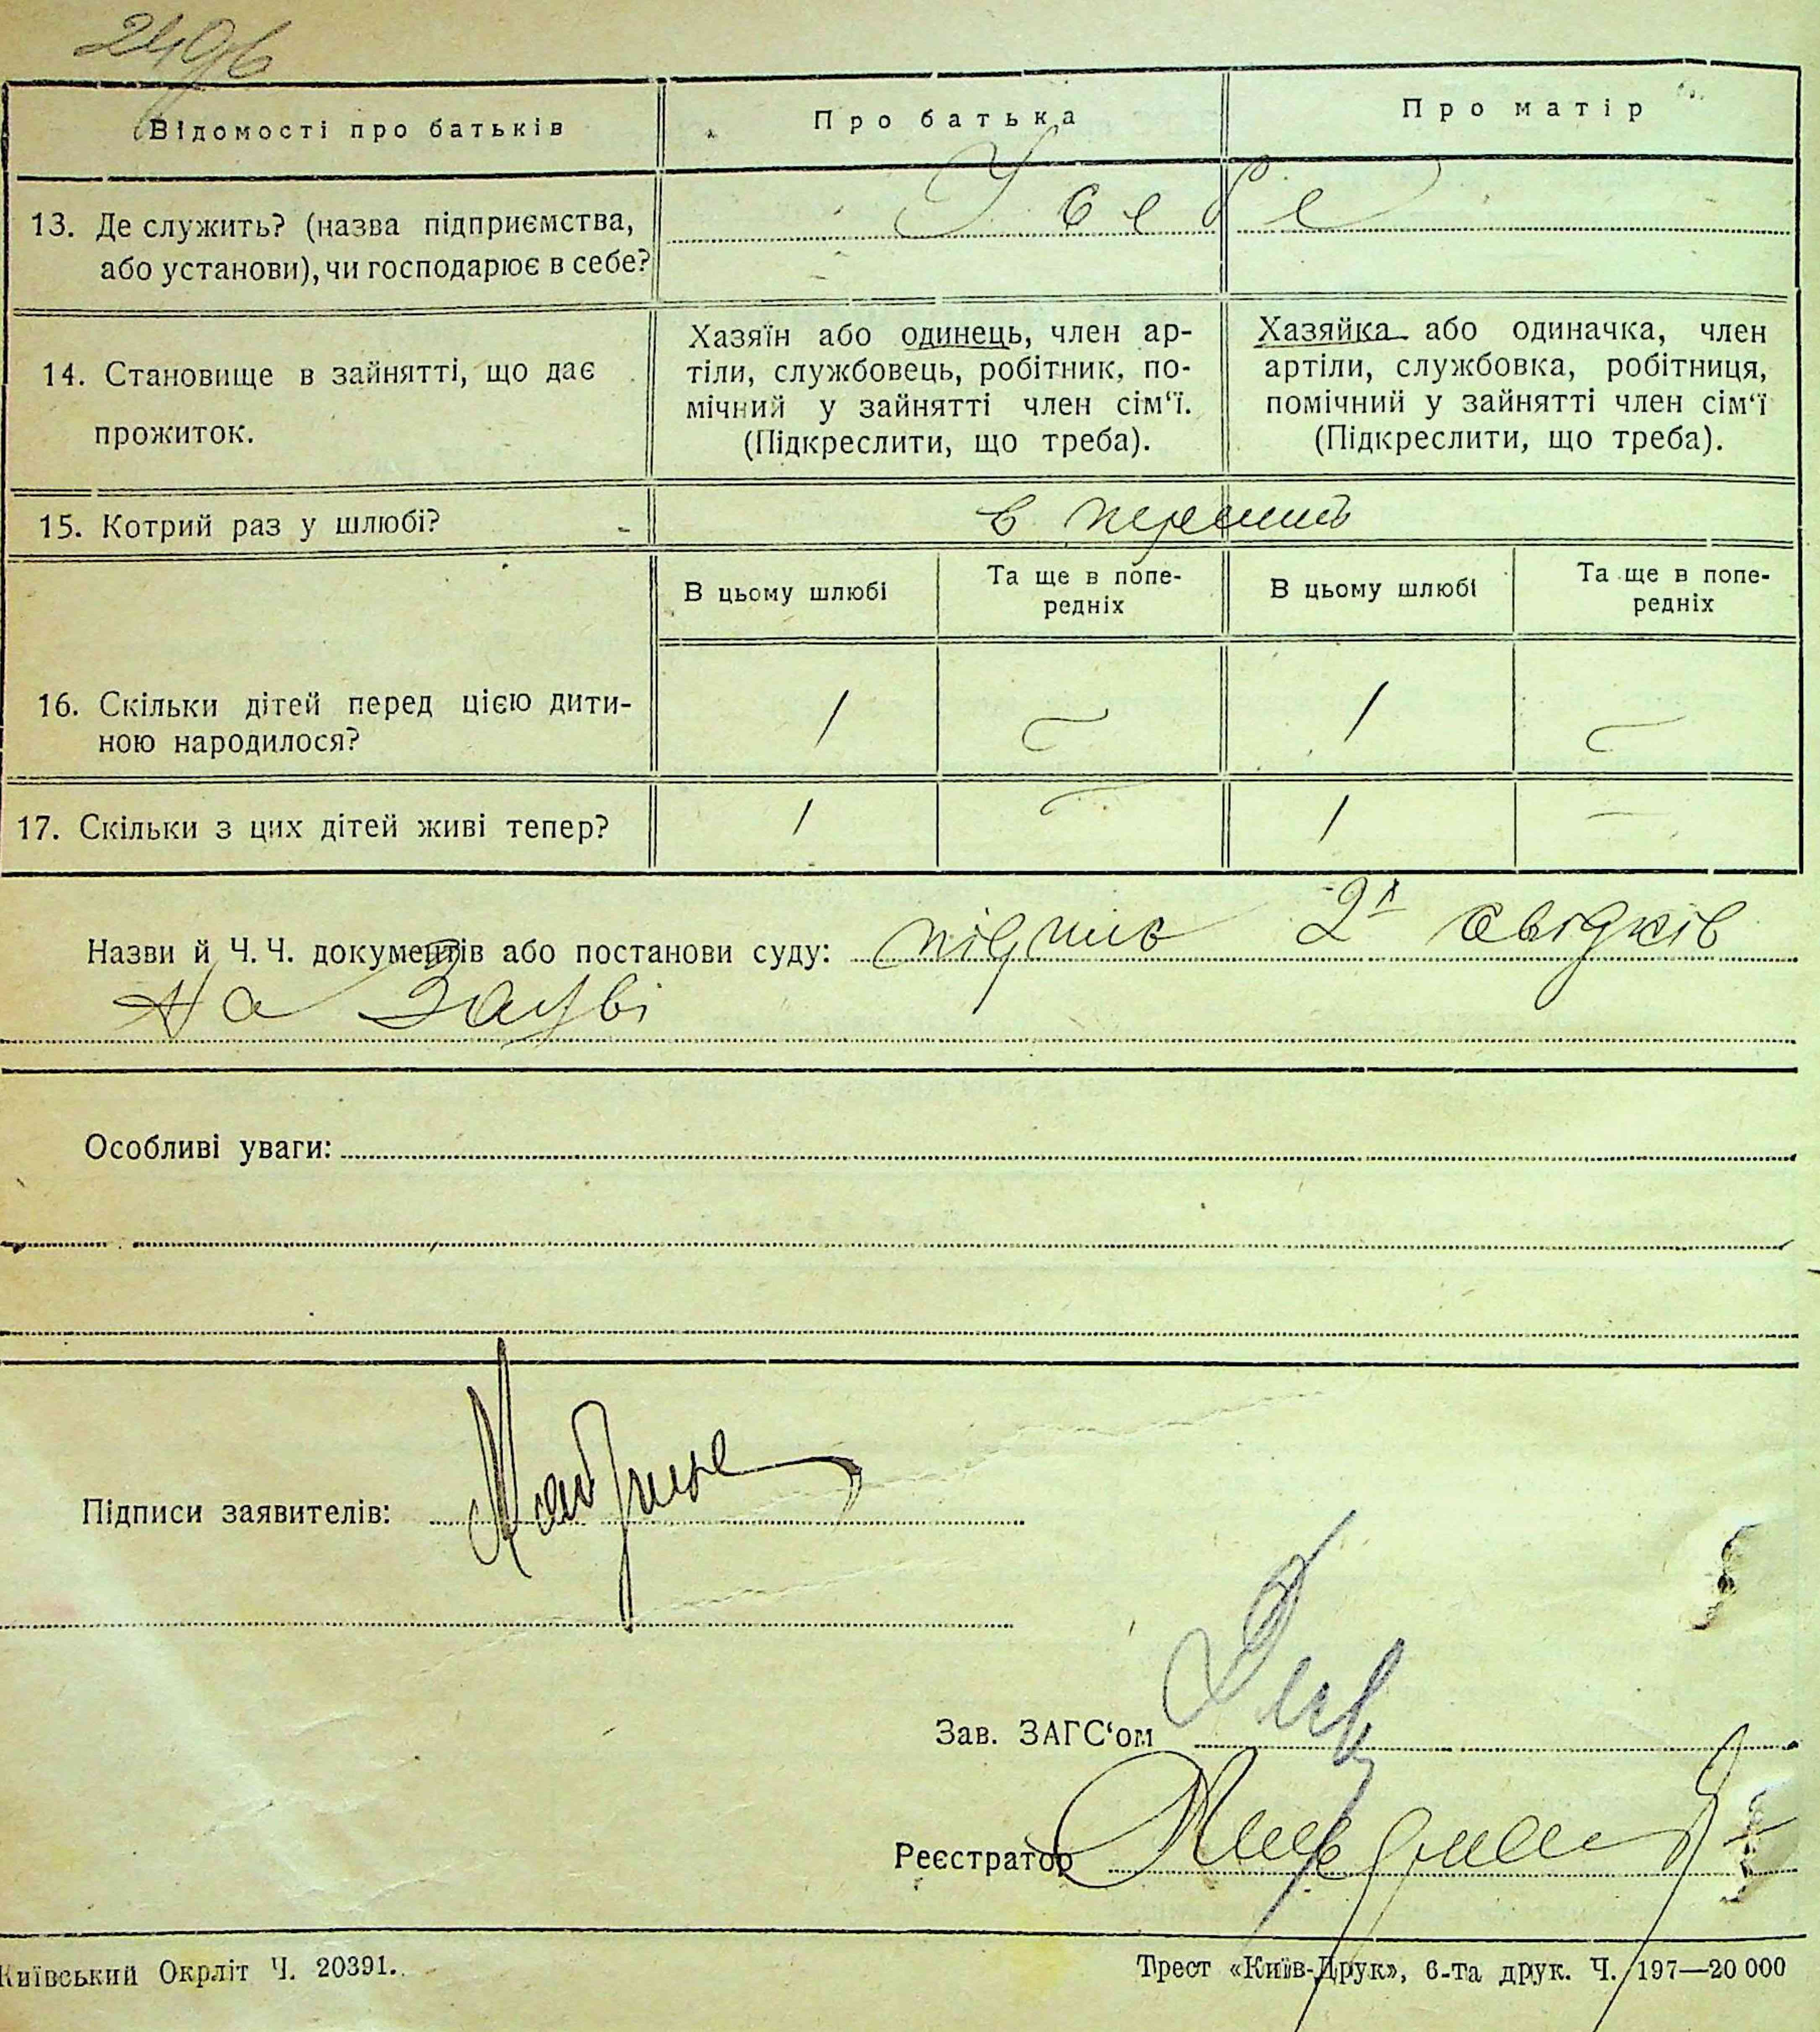 Відомості про батьків
Про батька
Про матір
13. Де служить? (назва підприємства,
або установи), чи господарює в себе?
У себе
14. Становище в зайнятті, що дає
прожиток.
Хазяїн або одинець, член ар-
тіли, службовець, робітник, по-
мічний у зайнятті член сім‘ї.
(Підкреслити, що треба).
Хазяйка або одиначка, член
артіли, службовка, робітниця,
помічний у зайнятті член сім‘ї
(Підкреслити, що треба).
15. Котрий раз у шлюбі?
в перший
В цьому шлюбі
Та ще в попе-
редніх
В цьому шлюбі
Та ще в попе-
редніх
16. Скільки дітей перед цією дити-
ною народилося?
1 — 1 —
17. Скільки з цих дітей живі тепер?
1 — 1 —
Назви й Ч. Ч. документів або постанови суду: підпис 2х свідків
на заяві
Особливі уваги:
Підписи заявителів:
Зав. ЗАГС‘ом
Реєстратор
Київський Окрліт Ч. 20391.
Трест «Київ-Друк», 6-та друк. Ч. 197—20 000